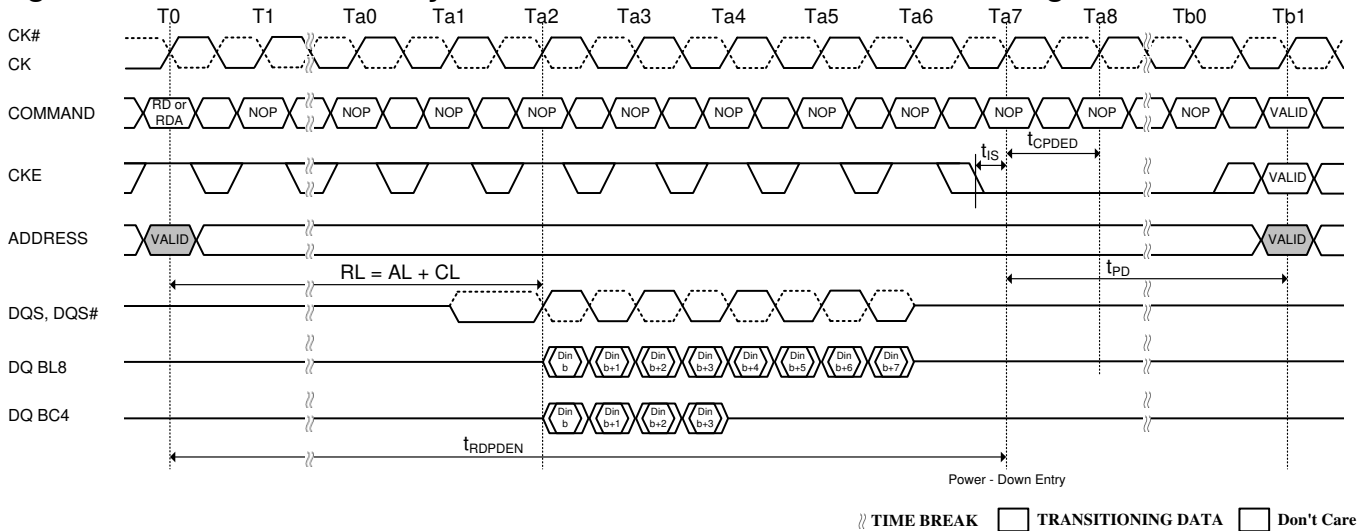 T0 T1 Ta0 Ta1 Ta2 Ta3 Ta4 Ta5 Ta6 Ta7 Ta8 Tb0 Tb1
CK#
CK
COMMAND
RD or RDA
NOP NOP NOP NOP NOP NOP NOP NOP NOP NOP NOP VALID
tIS
tCPDED
CKE
VALID
ADDRESS
VALID
VALID
RL = AL + CL
tPD
DQS, DQS#
DQ BL8
Din b Din b+1 Din b+2 Din b+3 Din b+4 Din b+5 Din b+6 Din b+7
DQ BC4
Din b Din b+1 Din b+2 Din b+3
tRDPDEN
Power - Down Entry
TIME BREAK TRANSITIONING DATA Don't Care